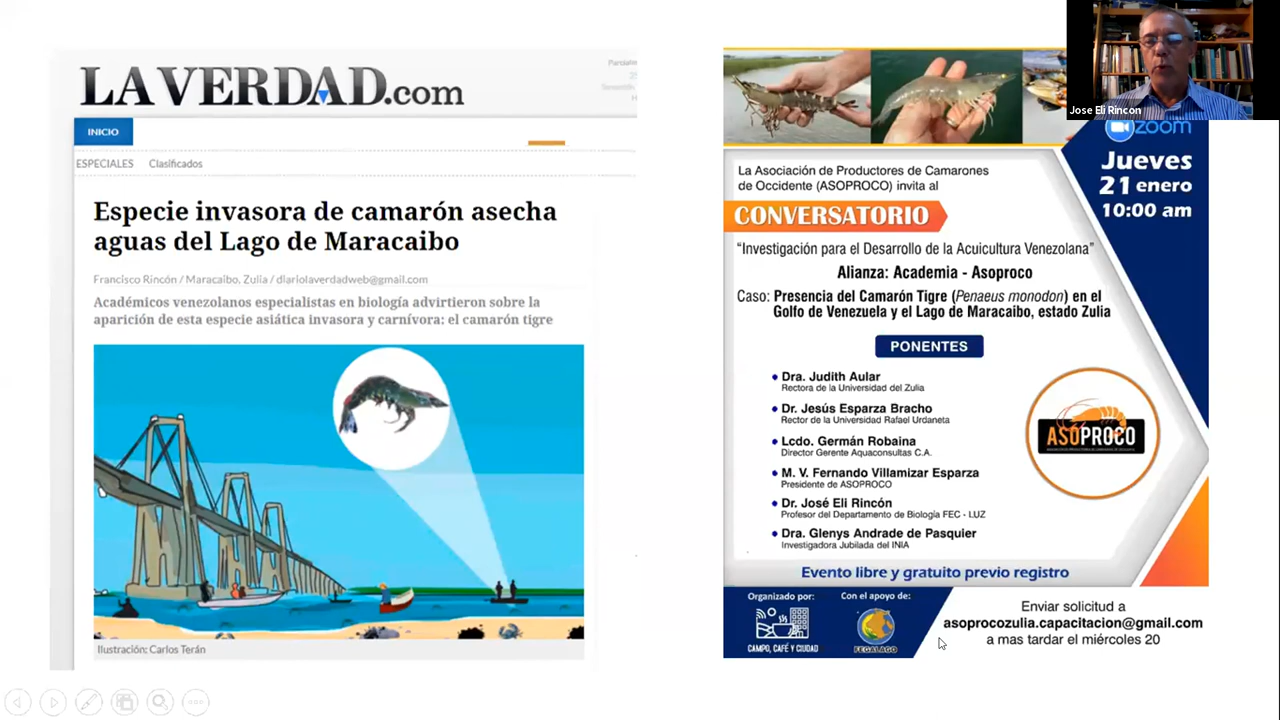 LA VERDAD.com
INICIO
ESPECIALES Clasificados
Especie invasora de camarón asecha
aguas del Lago de Maracaibo
Francisco Rincón / Maracaibo, Zulia / diariolaverdadweb@gmail.com
Académicos venezolanos especialistas en biología advirtieron sobre la
aparición de esta especie asiática invasora y carnívora: el camarón tigre
Ilustración: Carlos Terán
Jose Eli Rincon
zoom
Jueves
21 enero
10:00 am
La Asociación de Productores de Camarones
de Occidente (ASOPROCO) invita al
CONVERSATORIO
“Investigación para el Desarrollo de la Acuicultura Venezolana”
Alianza: Academia - Asoproco
Caso: Presencia del Camarón Tigre (Penaeus monodon) en el
Golfo de Venezuela y el Lago de Maracaibo, estado Zulia
PONENTES
Dra. Judith Aular
Rectora de la Universidad del Zulia
Dr. Jesús Esparza Bracho
Rector de la Universidad Rafael Urdaneta
Lcdo. Germán Robaina
Director Gerente Aquaconsultas C.A.
M. V. Fernando Villamizar Esparza
Presidente de ASOPROCO
Dr. José Eli Rincón
Profesor del Departamento de Biología FEC - LUZ
Dra. Glenys Andrade de Pasquier
Investigadora Jubilada del INIA
ASOPROCO
Evento libre y gratuito previo registro
Organizado por:
CAMPO, CAFÉ Y CIUDAD
Con el apoyo de:
FEGALAGO
Enviar solicitud a
asoprocozulia.capacitacion@gmail.com
a mas tardar el miércoles 20